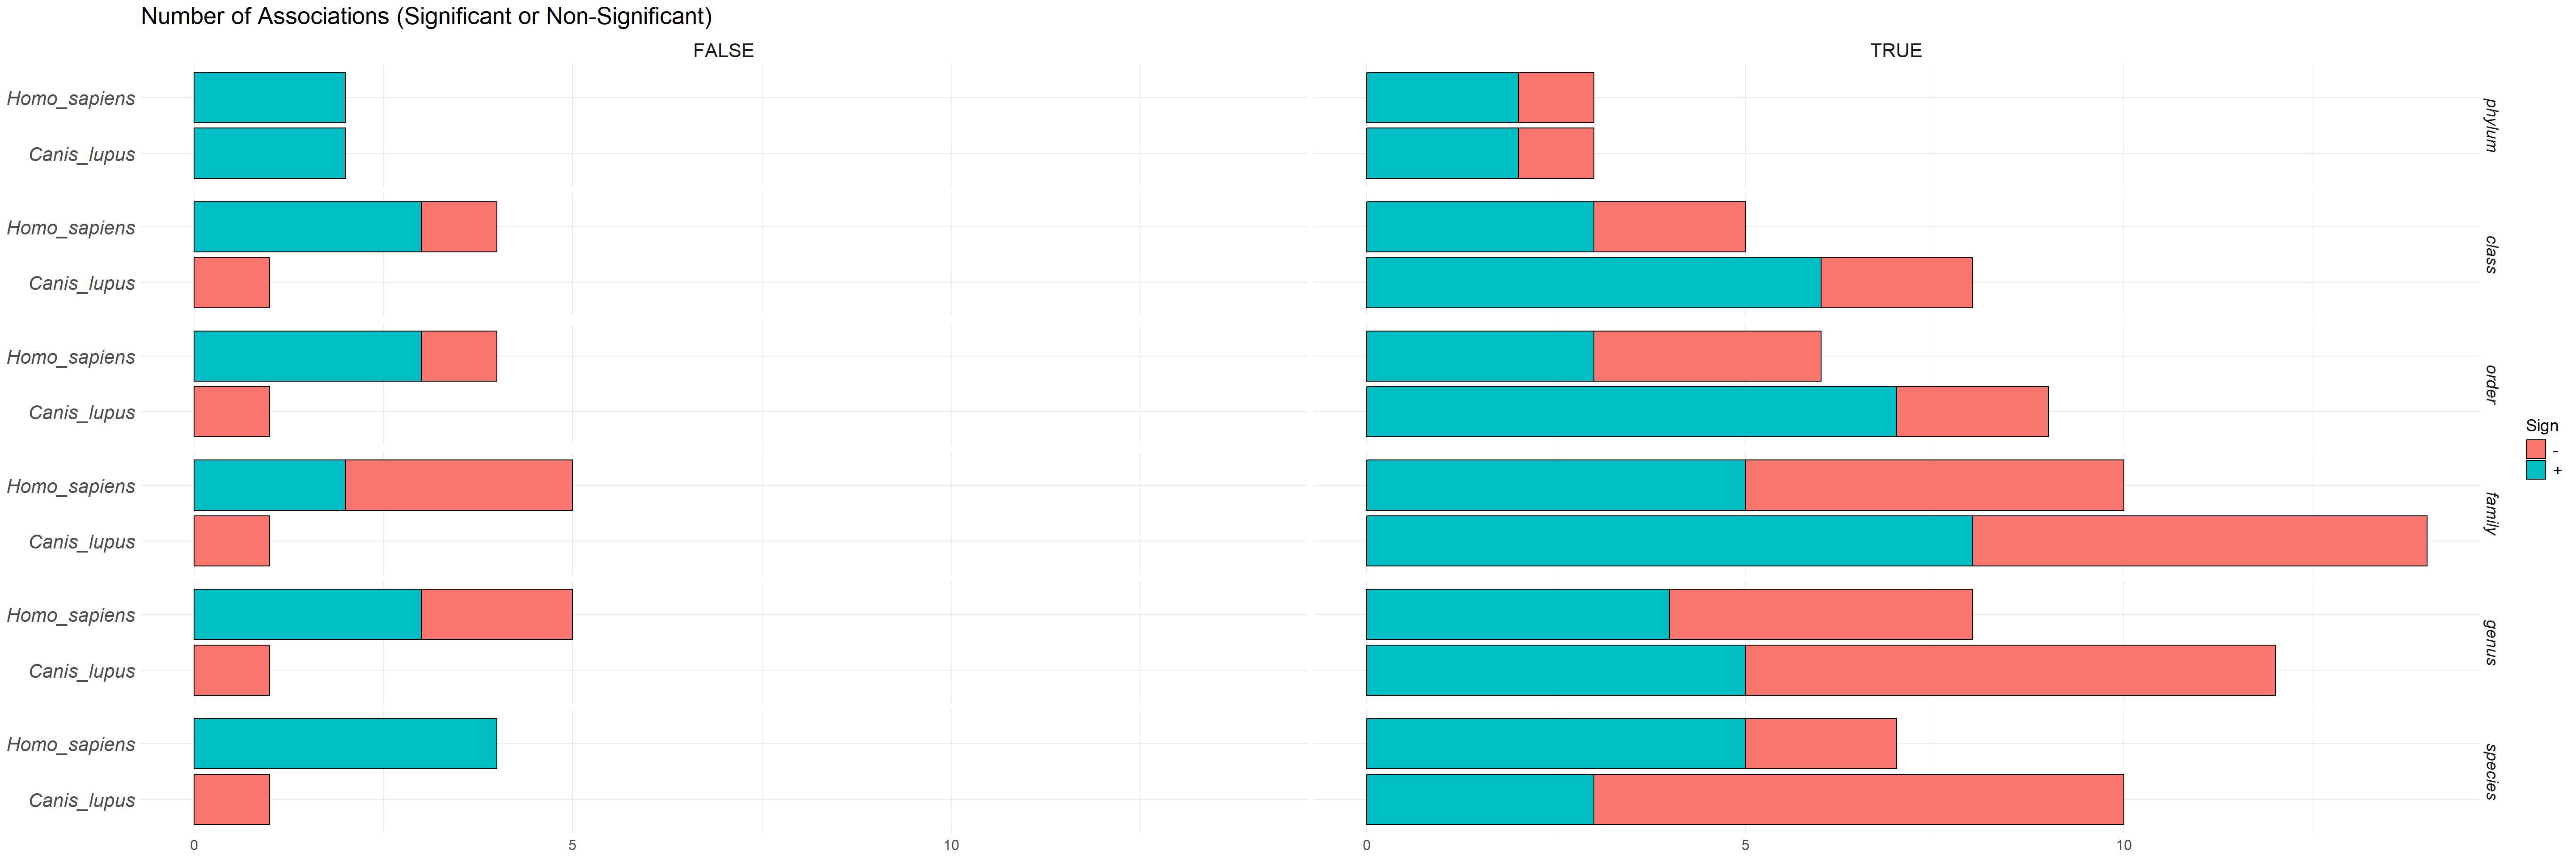 Number of Associations (Significant or Non-Significant)
FALSE
TRUE
Homo_sapiens
Canis_lupus
phylum
Homo_sapiens
Canis_lupus
class
Homo_sapiens
Canis_lupus
order
Homo_sapiens
Canis_lupus
family
Homo_sapiens
Canis_lupus
genus
Homo_sapiens
Canis_lupus
species
0 5 10
0 5 10
Sign
-
+